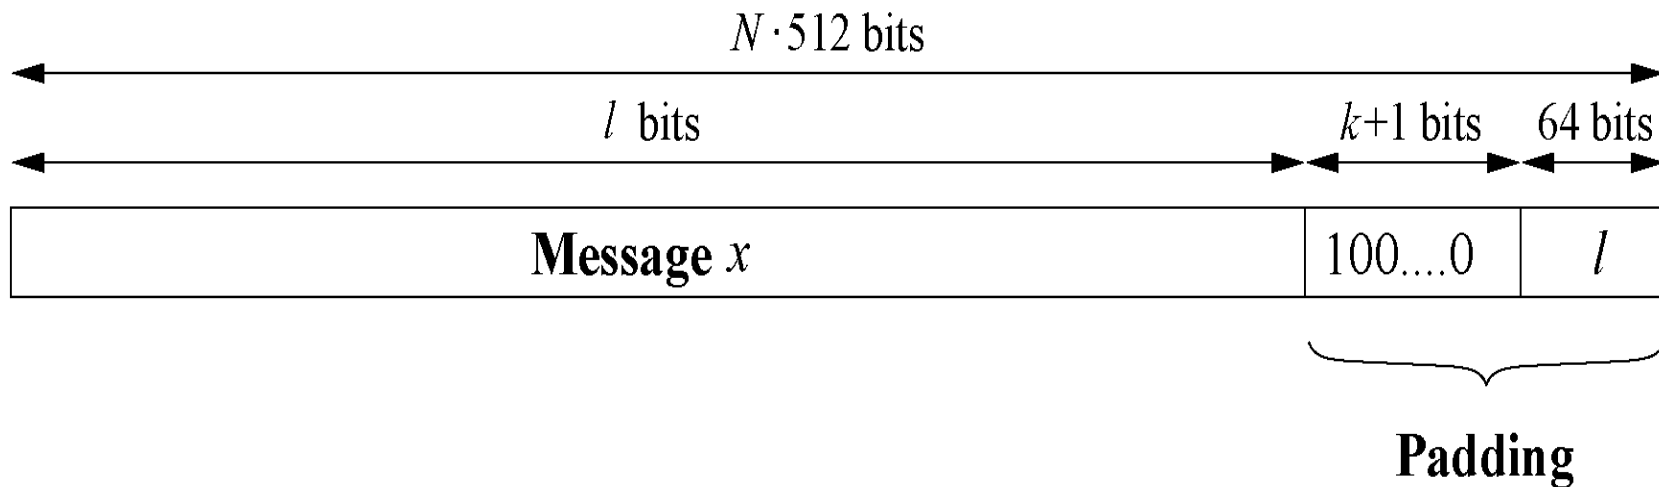 N·512 bits
l bits k+1 bits 64 bits
Message x 100....0 l
Padding